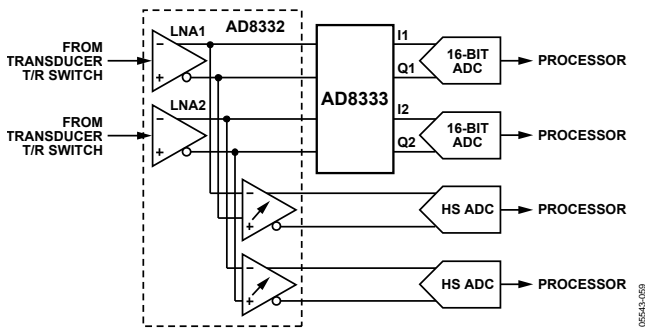 AD8332
LNA1
FROM
TRANSDUCER
T/R SWITCH
–
+
LNA2
FROM
TRANSDUCER
T/R SWITCH
–
+
AD8333
I1
Q1
16-BIT
ADC
PROCESSOR
I2
Q2
16-BIT
ADC
PROCESSOR
–
+
HS ADC
PROCESSOR
–
+
HS ADC
PROCESSOR
05543-059